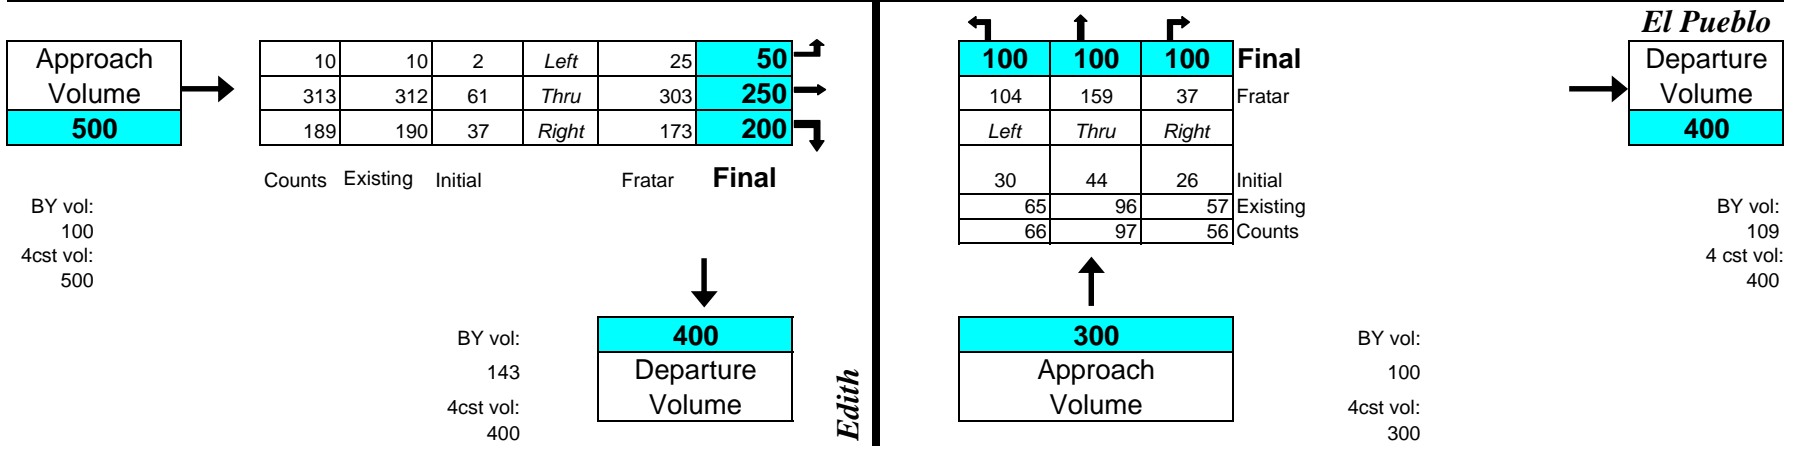 El Pueblo
Approach
Volume
500
10 10 2 Left 25 50
313 312 61 Thru 303 250
189 190 37 Right 173 200
Counts Existing Initial Fratar Final
BY vol:
100
4cst vol:
500
100 100 100 Final
104 159 37 Fratar
Left Thru Right
30 44 26 Initial
65 96 57 Existing
66 97 56 Counts
Departure
Volume
400
BY vol:
109
4 cst vol:
400
BY vol:
143
4cst vol:
400
400
Departure
Volume
Edith
300
Approach
Volume
BY vol:
100
4cst vol:
300